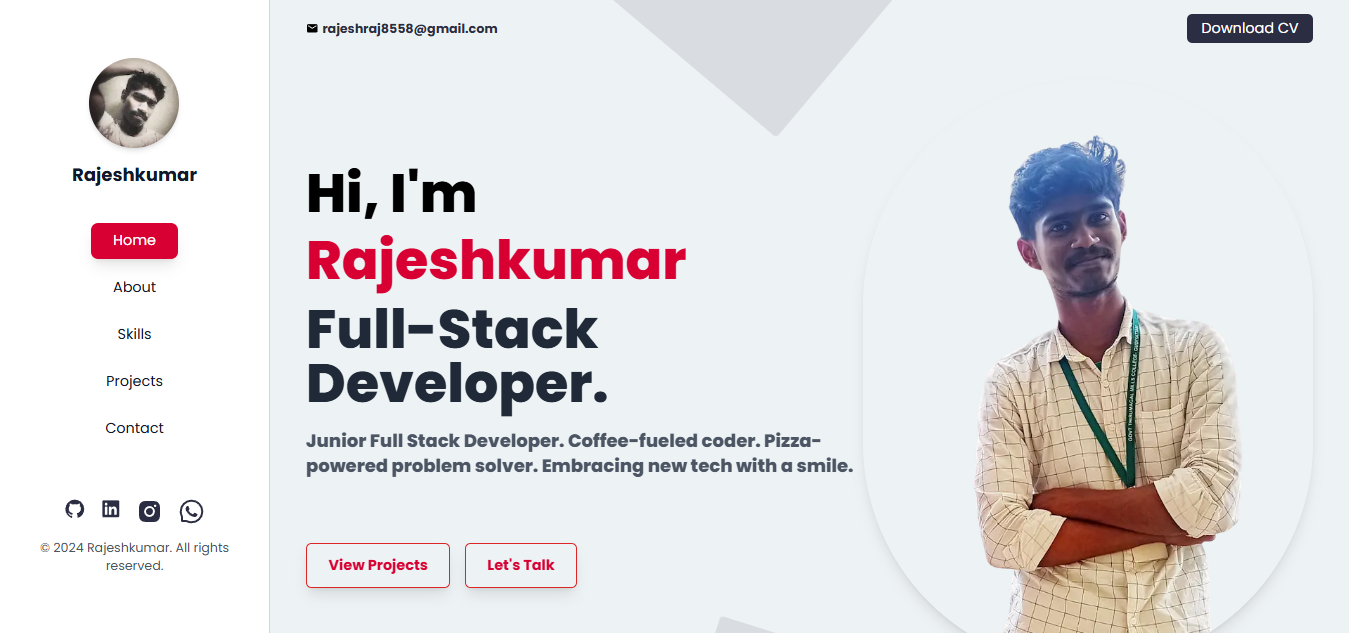 Rajeshkumar
Home
About
Skills
Projects
Contact
© 2024 Rajeshkumar. All rights
reserved.
rajeshraj8558@gmail.com
Download CV
Hi, I'm
Rajeshkumar
Full-Stack
Developer.
Junior Full Stack Developer. Coffee-fueled coder. Pizza-
powered problem solver. Embracing new tech with a smile.
View Projects
Let's Talk